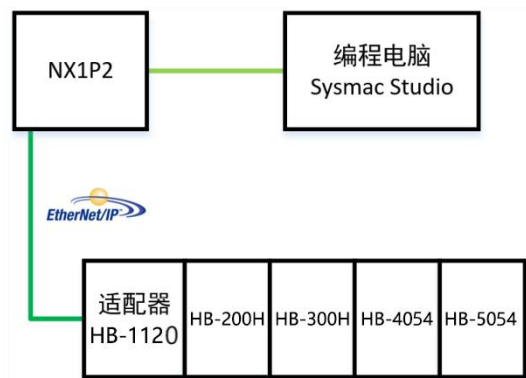 NX1P2
编程电脑
Sysmac Studio
EtherNet/IP
适配器
HB-1120
HB-200H
HB-300H
HB-4054
HB-5054